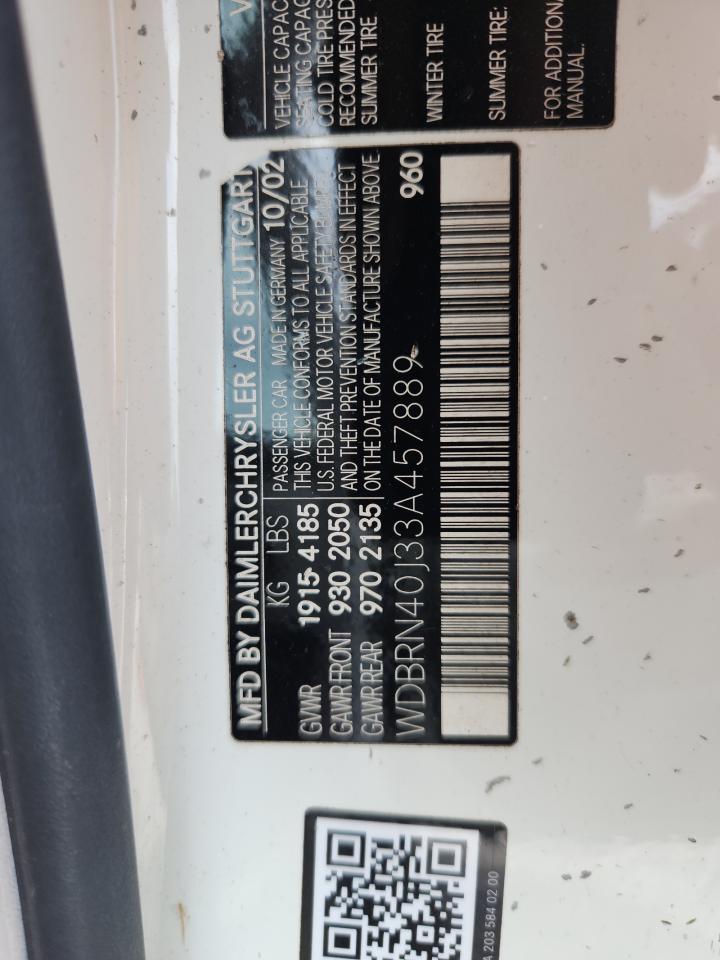 MFD BY DAIMLERCHRYSLER AG STUTTGART
KG LBS
GVWR 1915 4185
GAWR FRONT 930 2050
GAWR REAR 970 2135
PASSENGER CAR MADE IN GERMANY 10/02
THIS VEHICLE CONFORMS TO ALL APPLICABLE
U.S. FEDERAL MOTOR VEHICLE SAFETY
AND THEFT PREVENTION STANDARDS IN EFFECT
ON THE DATE OF MANUFACTURE SHOWN ABOVE.
WDBRN40J33A457889 960
VEHICLE CAPAC
SEATING CAPAC
COLD TIRE PRES
RECOMMENDED
SUMMER TIRE
WINTER TIRE
SUMMER TIRE:
FOR ADDITIONA
MANUAL.
A 203 584 02 00